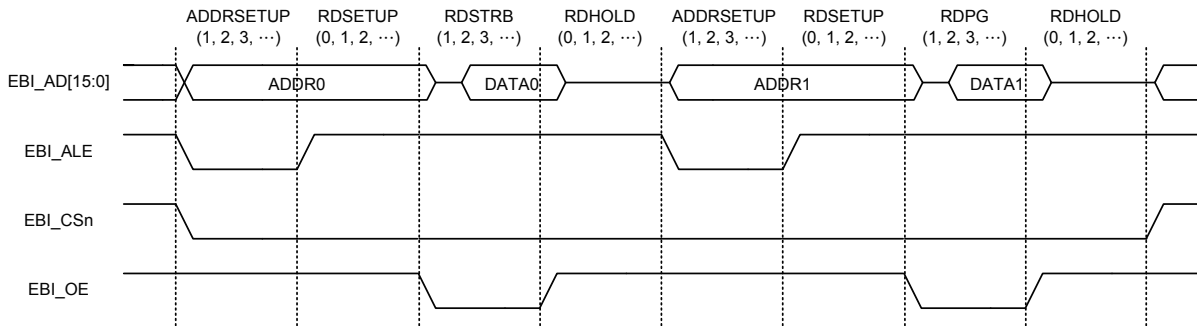 ADDRSETUP RDSETUP RDSTRB RDHOLD ADDRSETUP RDSETUP RDPG RDHOLD
(1, 2, 3, ⋯) (0, 1, 2, ⋯) (1, 2, 3, ⋯) (0, 1, 2, ⋯) (1, 2, 3, ⋯) (0, 1, 2, ⋯) (1, 2, 3, ⋯) (0, 1, 2, ⋯)
EBI_AD[15:0] ADDR0 DATA0 ADDR1 DATA1
EBI_ALE
EBI_CSn
EBI_OE